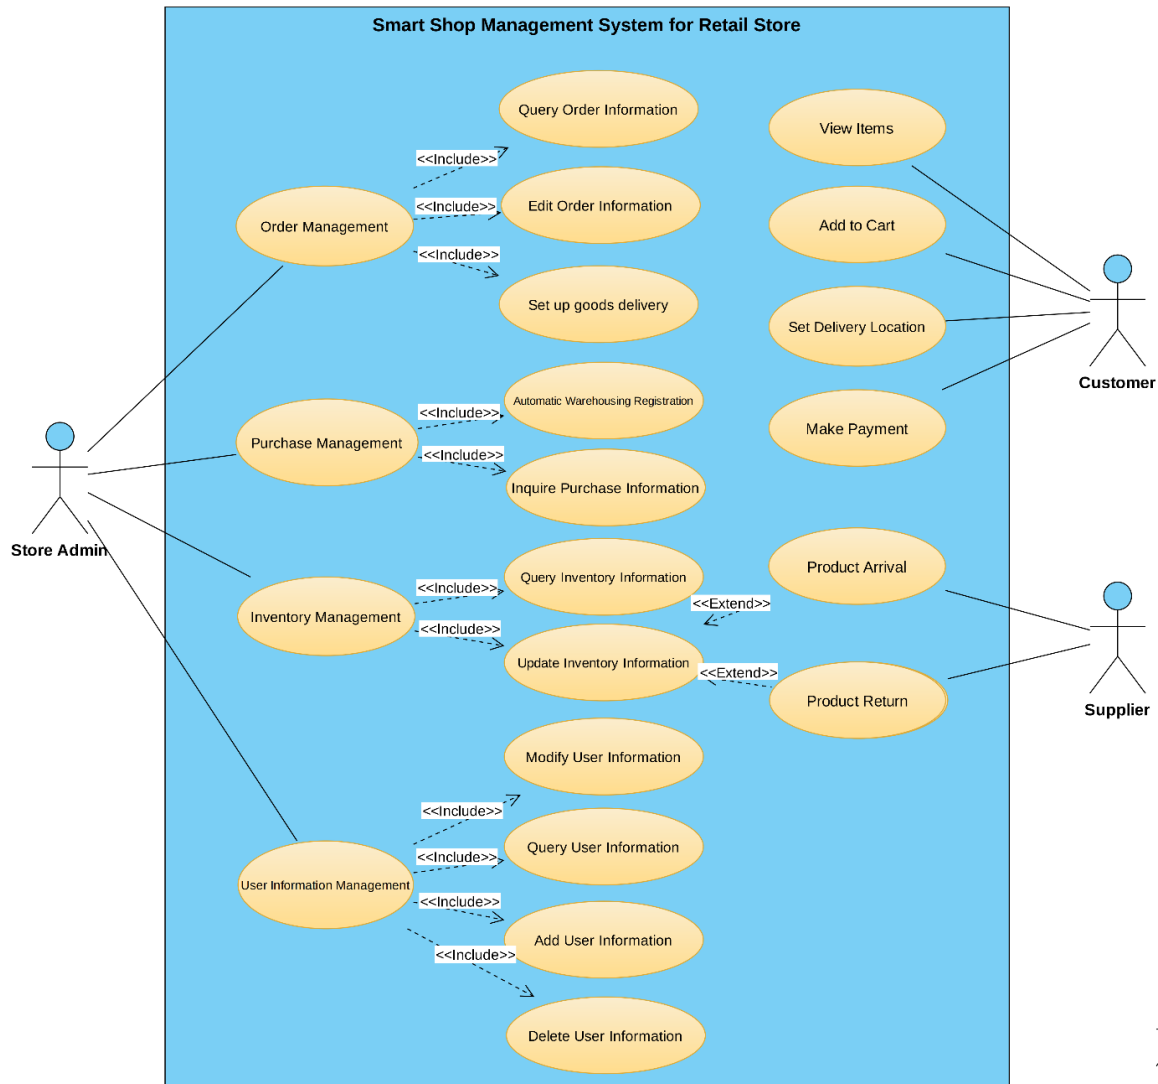 Smart Shop Management System for Retail Store
Query Order Information
View Items
<<Include>>
Edit Order Information
<<Include>>
Order Management
Add to Cart
<<Include>>
Set up goods delivery
Set Delivery Location
Customer
Automatic Warehousing Registration
<<Include>>
Purchase Management
Make Payment
<<Include>>
Inquire Purchase Information
Store Admin
Query Inventory Information
Product Arrival
<<Include>>
<<Extend>>
Inventory Management
<<Include>>
Update Inventory Information
<<Extend>>
Product Return
Supplier
Modify User Information
<<Include>>
Query User Information
<<Include>>
User Information Management
<<Include>>
Add User Information
<<Include>>
Delete User Information